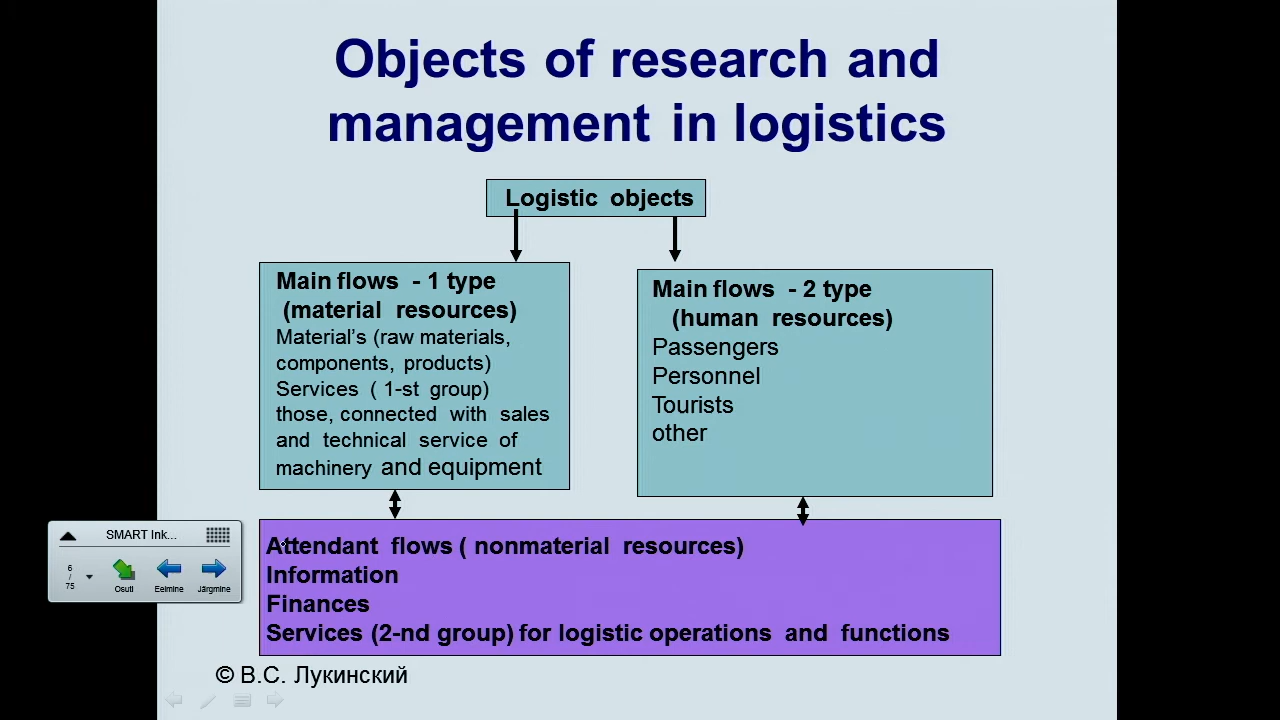 Objects of research and
management in logistics
Logistic objects
Main flows - 1 type
(material resources)
Material's (raw materials,
components, products)
Services ( 1-st group)
those, connected with sales
and technical service of
machinery and equipment
Main flows - 2 type
(human resources)
Passengers
Personnel
Tourists
other
Attendant flows ( nonmaterial resources)
Information
Finances
Services (2-nd group) for logistic operations and functions
© В.С. Лукинский
SMART Ink...
6
/
75
Osuti
Eelmine
Järgmine